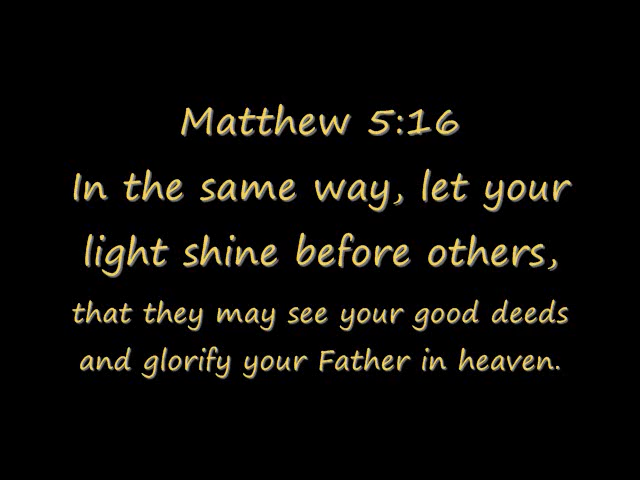 Matthew 5:16
In the same way, let your
light shine before others,
that they may see your good deeds
and glorify your Father in heaven.